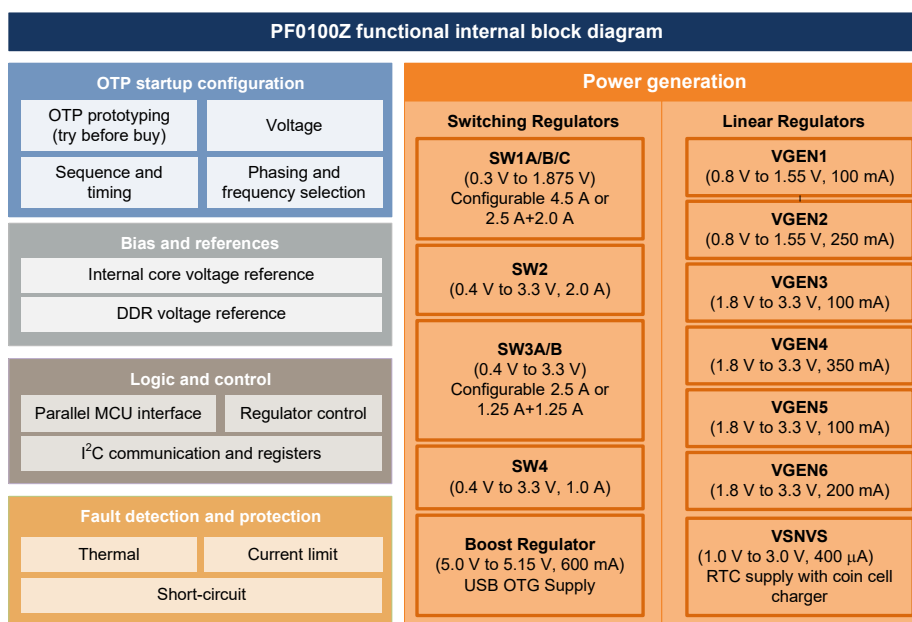 PF0100Z functional internal block diagram
OTP startup configuration
OTP prototyping
(try before buy)
Voltage
Sequence and
timing
Phasing and
frequency selection
Bias and references
Internal core voltage reference
DDR voltage reference
Logic and control
Parallel MCU interface
Regulator control
I²C communication and registers
Fault detection and protection
Thermal
Current limit
Short-circuit
Power generation
Switching Regulators
SW1A/B/C
(0.3 V to 1.875 V)
Configurable 4.5 A or
2.5 A+2.0 A
SW2
(0.4 V to 3.3 V, 2.0 A)
SW3A/B
(0.4 V to 3.3 V)
Configurable 2.5 A or
1.25 A+1.25 A
SW4
(0.4 V to 3.3 V, 1.0 A)
Boost Regulator
(5.0 V to 5.15 V, 600 mA)
USB OTG Supply
Linear Regulators
VGEN1
(0.8 V to 1.55 V, 100 mA)
VGEN2
(0.8 V to 1.55 V, 250 mA)
VGEN3
(1.8 V to 3.3 V, 100 mA)
VGEN4
(1.8 V to 3.3 V, 350 mA)
VGEN5
(1.8 V to 3.3 V, 100 mA)
VGEN6
(1.8 V to 3.3 V, 200 mA)
VSNVS
(1.0 V to 3.0 V, 400 μA)
RTC supply with coin cell
charger